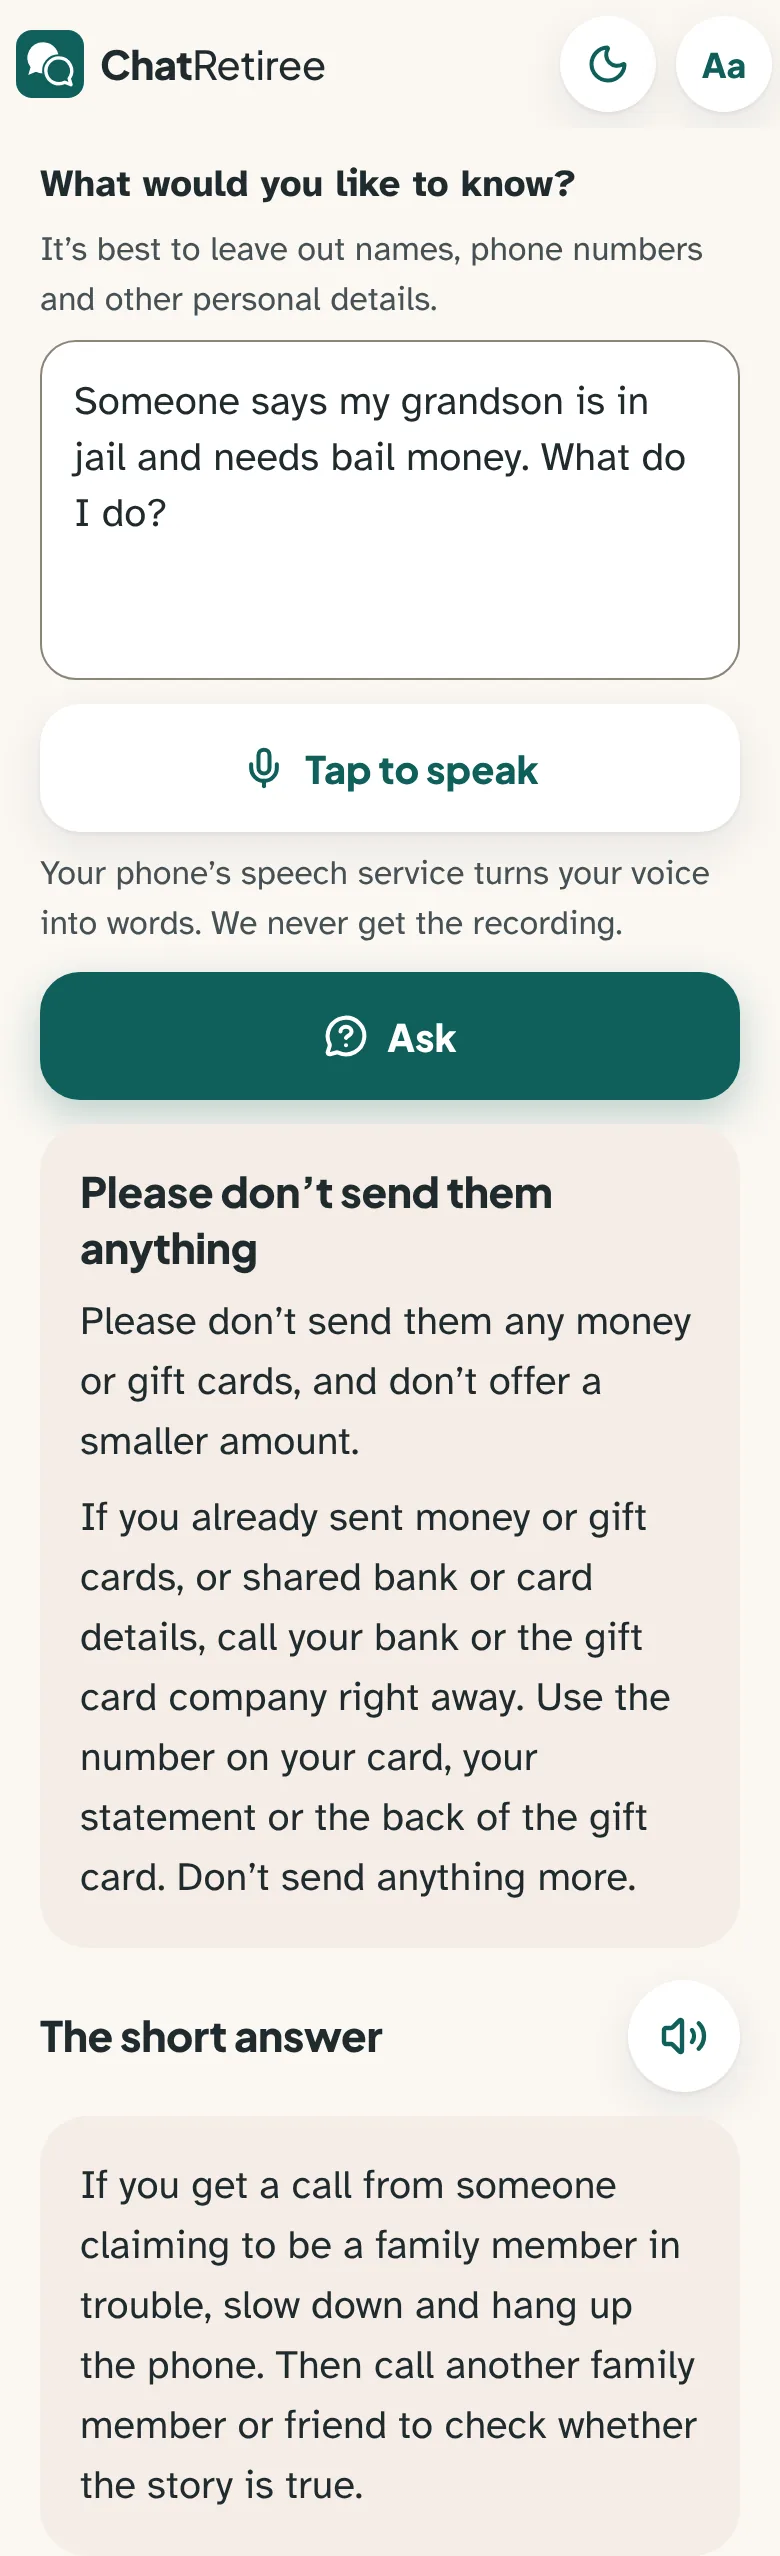 ChatRetiree
Aa
What would you like to know?
It’s best to leave out names, phone numbers
and other personal details.
Someone says my grandson is in
jail and needs bail money. What do
I do?
Tap to speak
Your phone’s speech service turns your voice
into words. We never get the recording.
Ask
Please don’t send them
anything
Please don’t send them any money
or gift cards, and don’t offer a
smaller amount.
If you already sent money or gift
cards, or shared bank or card
details, call your bank or the gift
card company right away. Use the
number on your card, your
statement or the back of the gift
card. Don’t send anything more.
The short answer
If you get a call from someone
claiming to be a family member in
trouble, slow down and hang up
the phone. Then call another family
member or friend to check whether
the story is true.